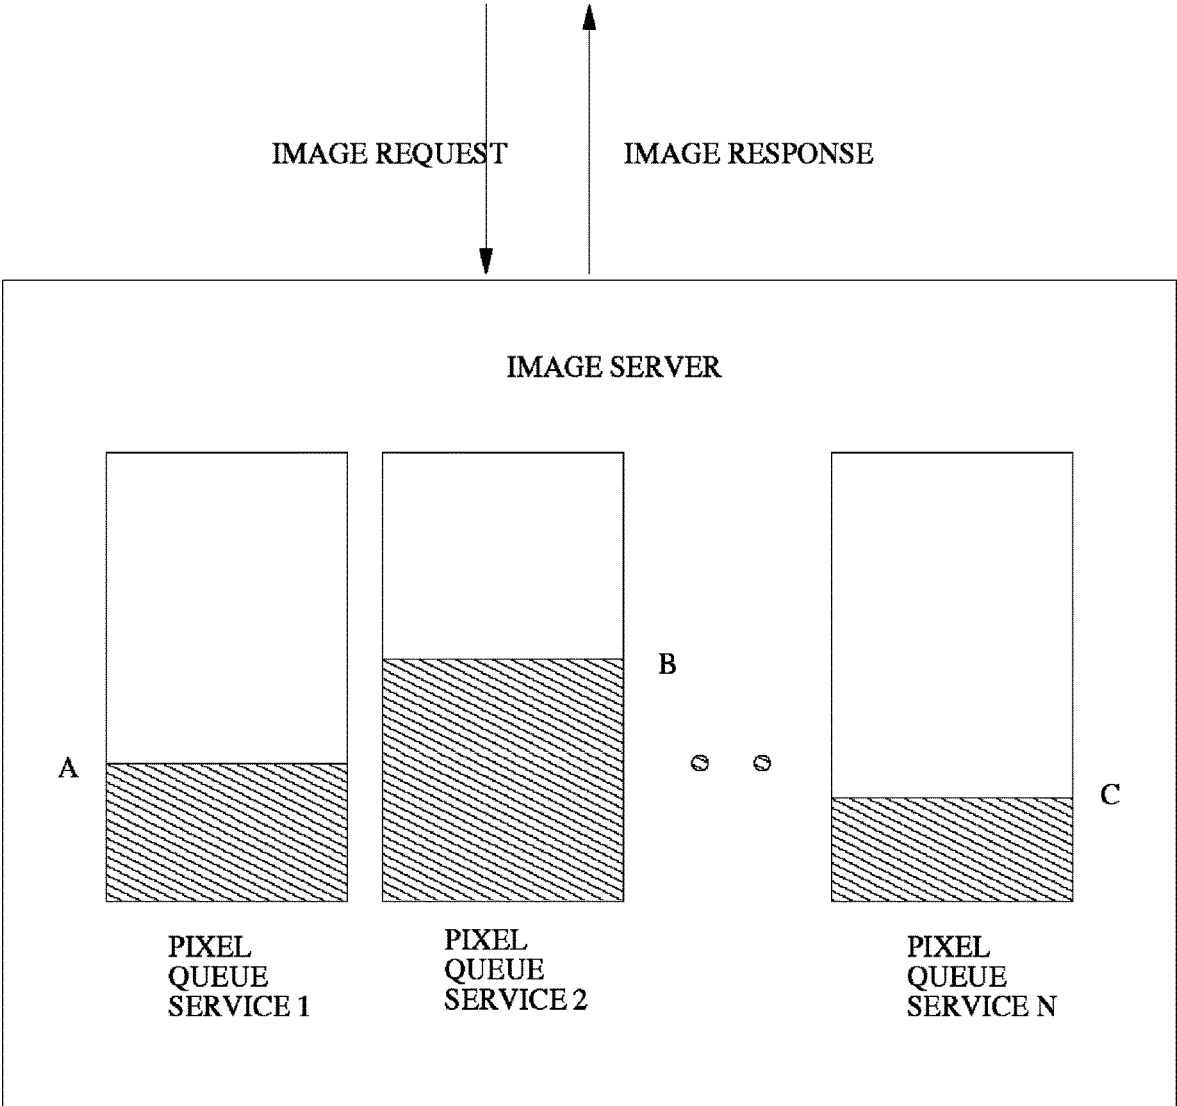 IMAGE REQUEST
IMAGE RESPONSE
IMAGE SERVER
B
A
C
PIXEL
QUEUE
SERVICE 1
PIXEL
QUEUE
SERVICE 2
PIXEL
QUEUE
SERVICE N